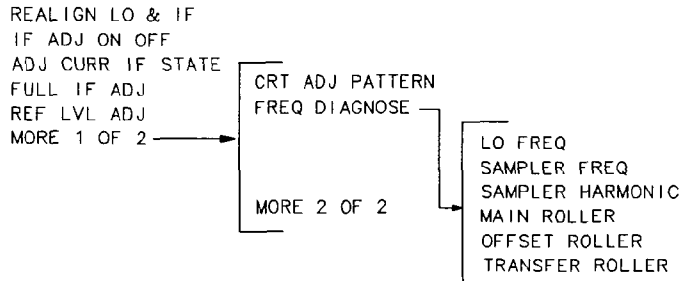 REALIGN LO & IF
IF ADJ ON OFF
ADJ CURR IF STATE
FULL IF ADJ
REF LVL ADJ
MORE 1 OF 2
CRT ADJ PATTERN
FREQ DIAGNOSE
MORE 2 OF 2
LO FREQ
SAMPLER FREQ
SAMPLER HARMONIC
MAIN ROLLER
OFFSET ROLLER
TRANSFER ROLLER